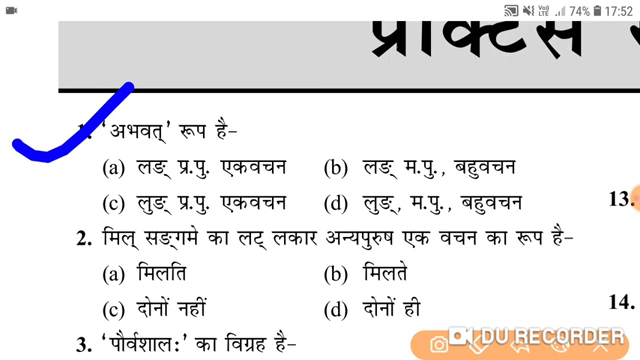 74% 17:52
प्रैक्टिस
1. 'अभवत्' रूप है–
(a) लङ् प्र.पु. एकवचन (b) लङ् म.पु., बहुवचन
(c) लुङ् प्र.पु. एकवचन (d) लुङ्, म.पु., बहुवचन
13.
2. मिल् सङ्गमे का लट् लकार अन्यपुरुष एक वचन का रूप है–
(a) मिलति (b) मिलते
(c) दोनों नहीं (d) दोनों ही
14.
3. 'पौर्वशालः' का विग्रह है–
DU RECORDER